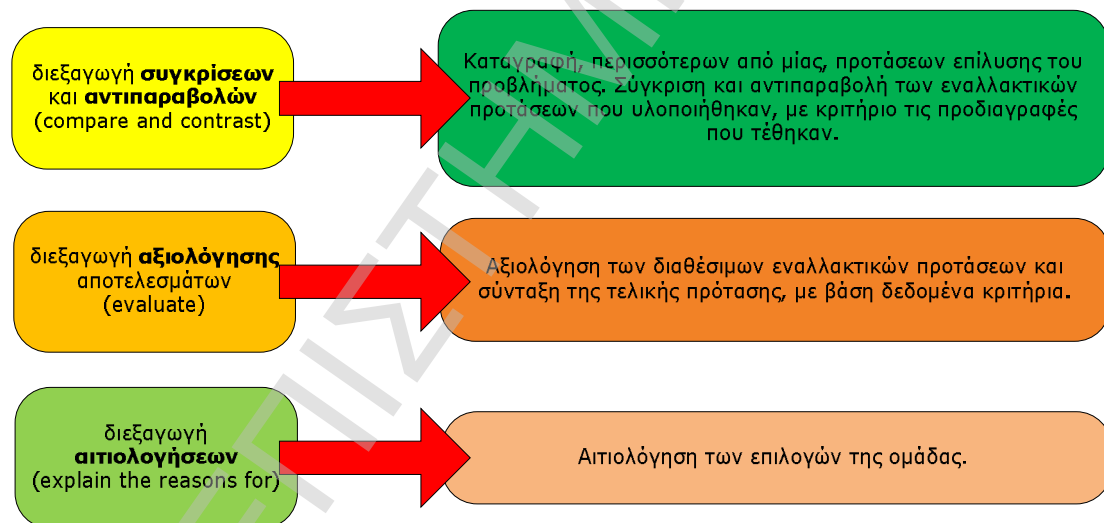 διεξαγωγή συγκρίσεων
και αντιπαραβολών
(compare and contrast)
Καταγραφή, περισσότερων από μίας, προτάσεων επίλυσης του
προβλήματος. Σύγκριση και αντιπαραβολή των εναλλακτικών
προτάσεων που υλοποιήθηκαν, με κριτήριο τις προδιαγραφές
που τέθηκαν.
διεξαγωγή αξιολόγησης
αποτελεσμάτων
(evaluate)
Αξιολόγηση των διαθέσιμων εναλλακτικών προτάσεων και
σύνταξη της τελικής πρότασης, με βάση δεδομένα κριτήρια.
διεξαγωγή
αιτιολογήσεων
(explain the reasons for)
Αιτιολόγηση των επιλογών της ομάδας.